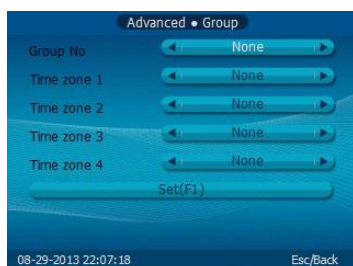 Advanced ● Group
Group No None
Time zone 1 None
Time zone 2 None
Time zone 3 None
Time zone 4 None
Set(F1)
08-29-2013 22:07:18 Esc/Back